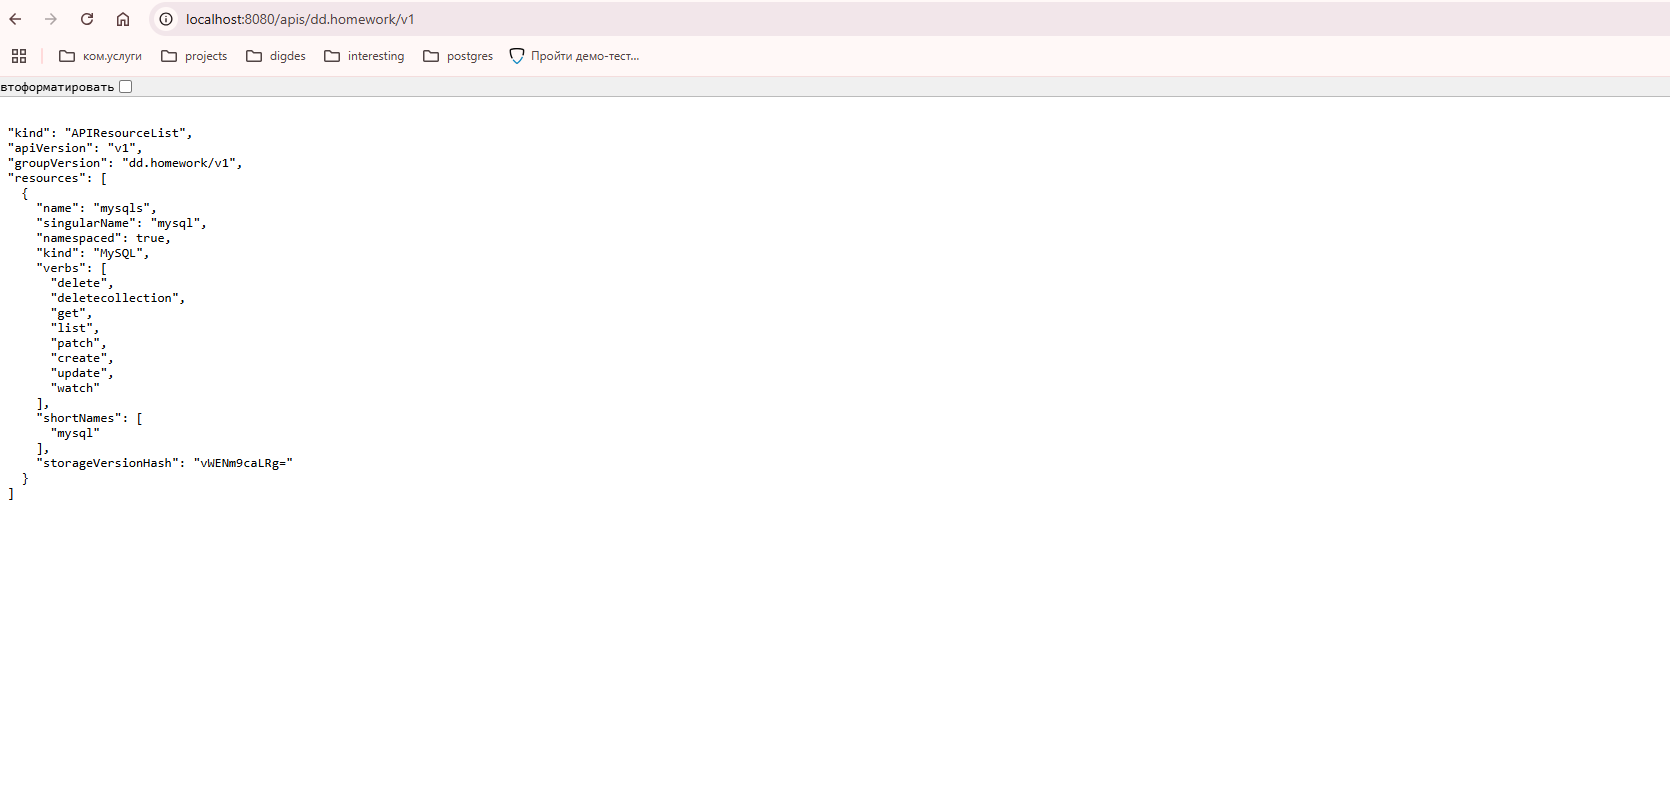 localhost:8080/apis/dd.homework/v1
ком.услуги projects digdes interesting postgres Пройти демо-тест...
втоформатировать
"kind": "APIResourceList",
"apiVersion": "v1",
"groupVersion": "dd.homework/v1",
"resources": [
{
"name": "mysqls",
"singularName": "mysql",
"namespaced": true,
"kind": "MySQL",
"verbs": [
"delete",
"deletecollection",
"get",
"list",
"patch",
"create",
"update",
"watch"
],
"shortNames": [
"mysql"
],
"storageVersionHash": "vWENm9caLRg="
}
]